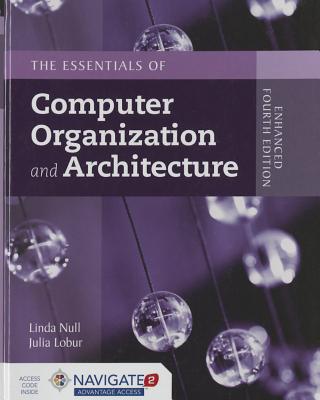 THE ESSENTIALS OF
Computer
Organization
and Architecture
ENHANCED
FOURTH EDITION
Linda Null
Julia Lobur
ACCESS
CODE
INSIDE
NAVIGATE 2
ADVANTAGE ACCESS